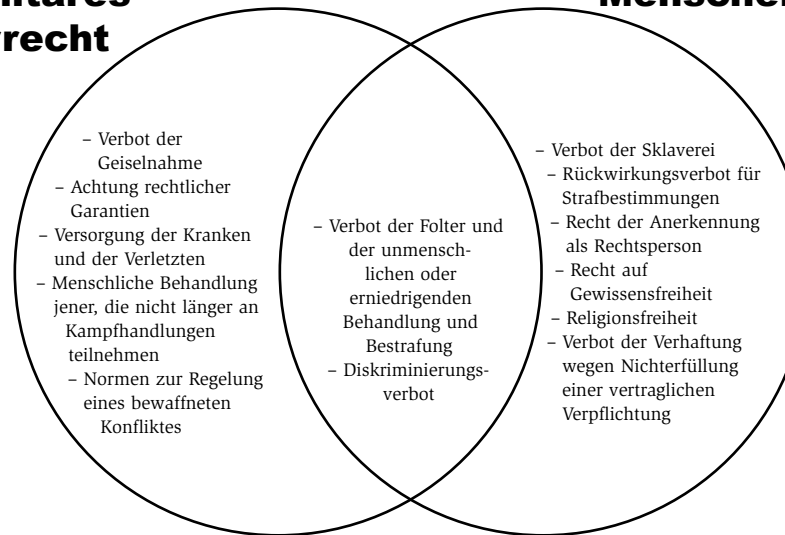 – Verbot der
Geiselnahme
– Achtung rechtlicher
Garantien
– Versorgung der Kranken
und der Verletzten
– Menschliche Behandlung
jener, die nicht länger an
Kampfhandlungen
teilnehmen
– Normen zur Regelung
eines bewaffneten
Konfliktes
– Verbot der Folter und
der unmensch-
lichen oder
erniedrigenden
Behandlung und
Bestrafung
– Diskriminierungs-
verbot
– Verbot der Sklaverei
– Rückwirkungsverbot für
Strafbestimmungen
– Recht der Anerkennung
als Rechtsperson
– Recht auf
Gewissensfreiheit
– Religionsfreiheit
– Verbot der Verhaftung
wegen Nichterfüllung
einer vertraglichen
Verpflichtung